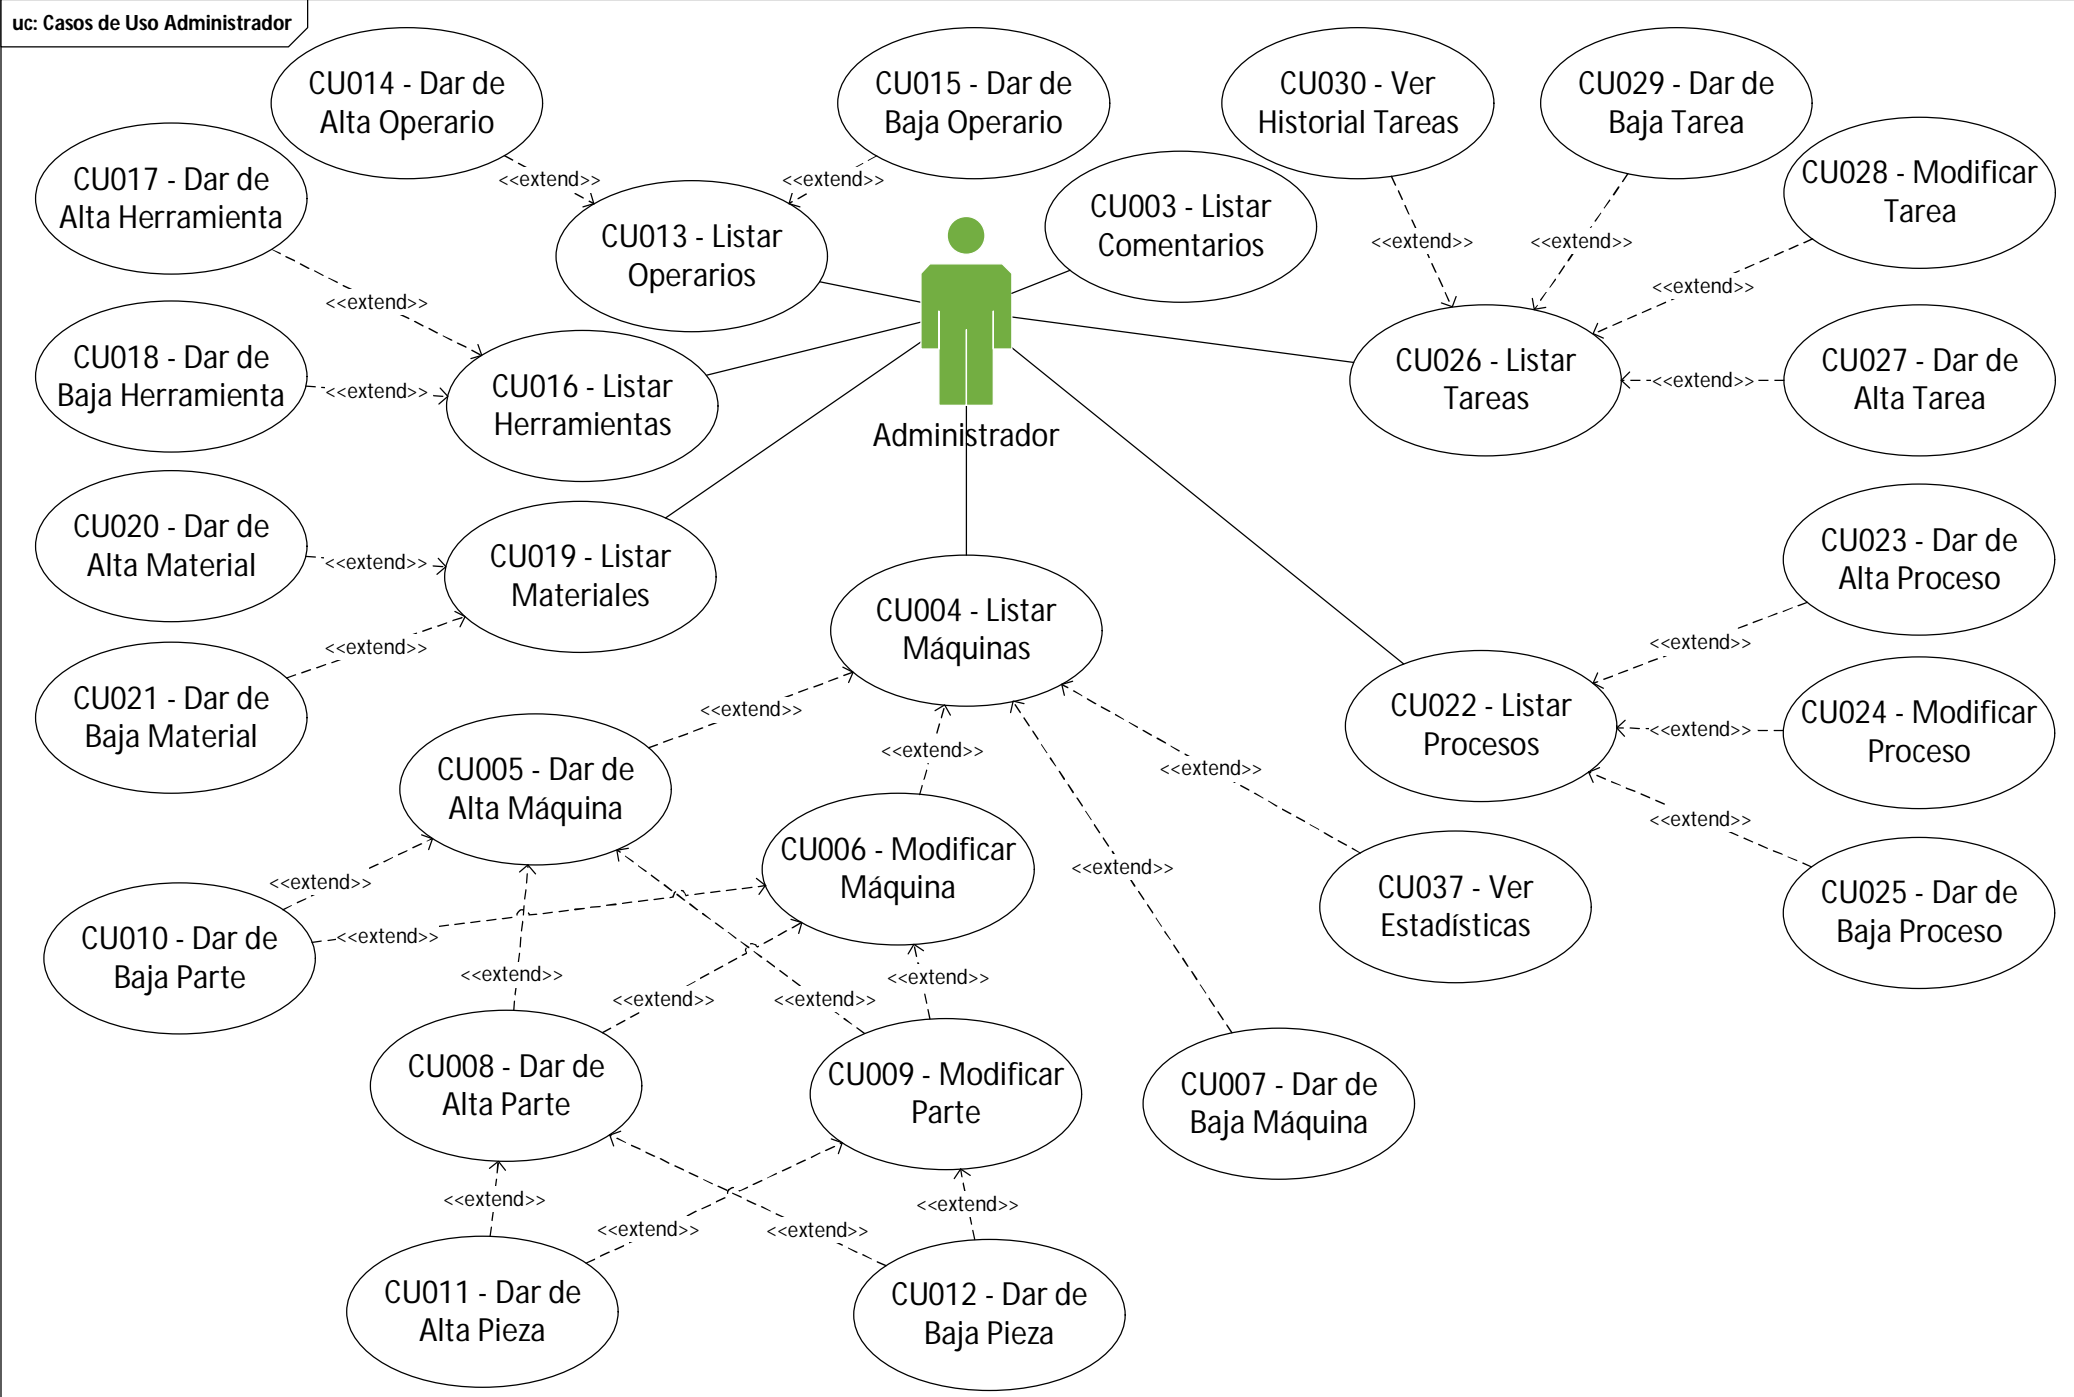 uc: Casos de Uso Administrador
CU014 - Dar de
Alta Operario
CU015 - Dar de
Baja Operario
CU030 - Ver
Historial Tareas
CU029 - Dar de
Baja Tarea
CU017 - Dar de
Alta Herramienta
<<extend>>
<<extend>>
CU028 - Modificar
Tarea
CU013 - Listar
Operarios
CU003 - Listar
Comentarios
<<extend>>
<<extend>>
<<extend>>
<<extend>>
CU018 - Dar de
Baja Herramienta
<<extend>>
CU016 - Listar
Herramientas
Administrador
CU026 - Listar
Tareas
<<extend>>
CU027 - Dar de
Alta Tarea
CU020 - Dar de
Alta Material
<<extend>>
CU019 - Listar
Materiales
CU023 - Dar de
Alta Proceso
CU004 - Listar
Máquinas
<<extend>>
<<extend>>
CU021 - Dar de
Baja Material
<<extend>>
CU022 - Listar
Procesos
<<extend>>
CU024 - Modificar
Proceso
<<extend>>
<<extend>>
CU005 - Dar de
Alta Máquina
<<extend>>
CU006 - Modificar
Máquina
<<extend>>
<<extend>>
CU037 - Ver
Estadísticas
CU025 - Dar de
Baja Proceso
CU010 - Dar de
Baja Parte
<<extend>>
<<extend>>
<<extend>>
<<extend>>
<<extend>>
CU008 - Dar de
Alta Parte
CU009 - Modificar
Parte
CU007 - Dar de
Baja Máquina
<<extend>>
<<extend>>
<<extend>>
<<extend>>
CU011 - Dar de
Alta Pieza
CU012 - Dar de
Baja Pieza